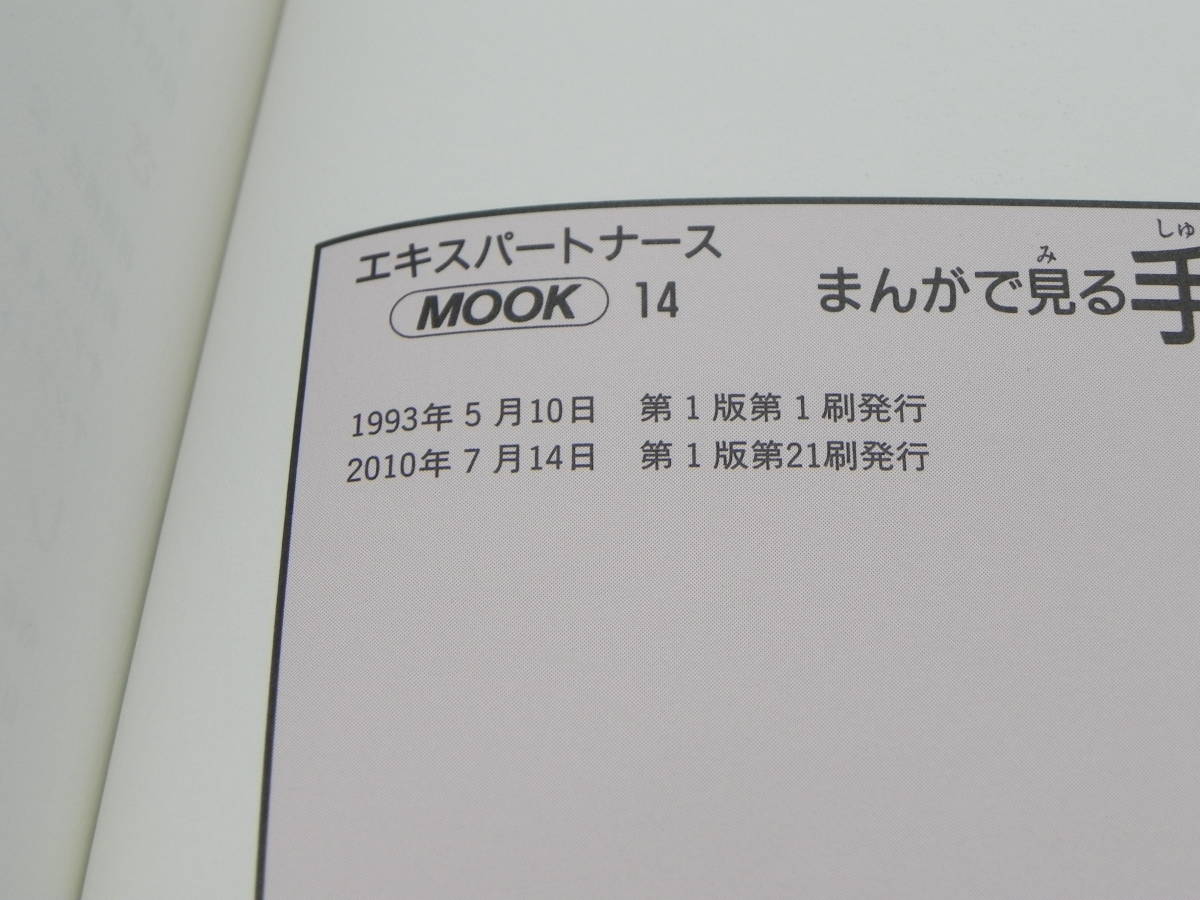 エキスパートナース
MOOK 14
まんがで見る手
み
しゅ
1993年5月10日 第1版第1刷発行
2010年7月14日 第1版第21刷発行